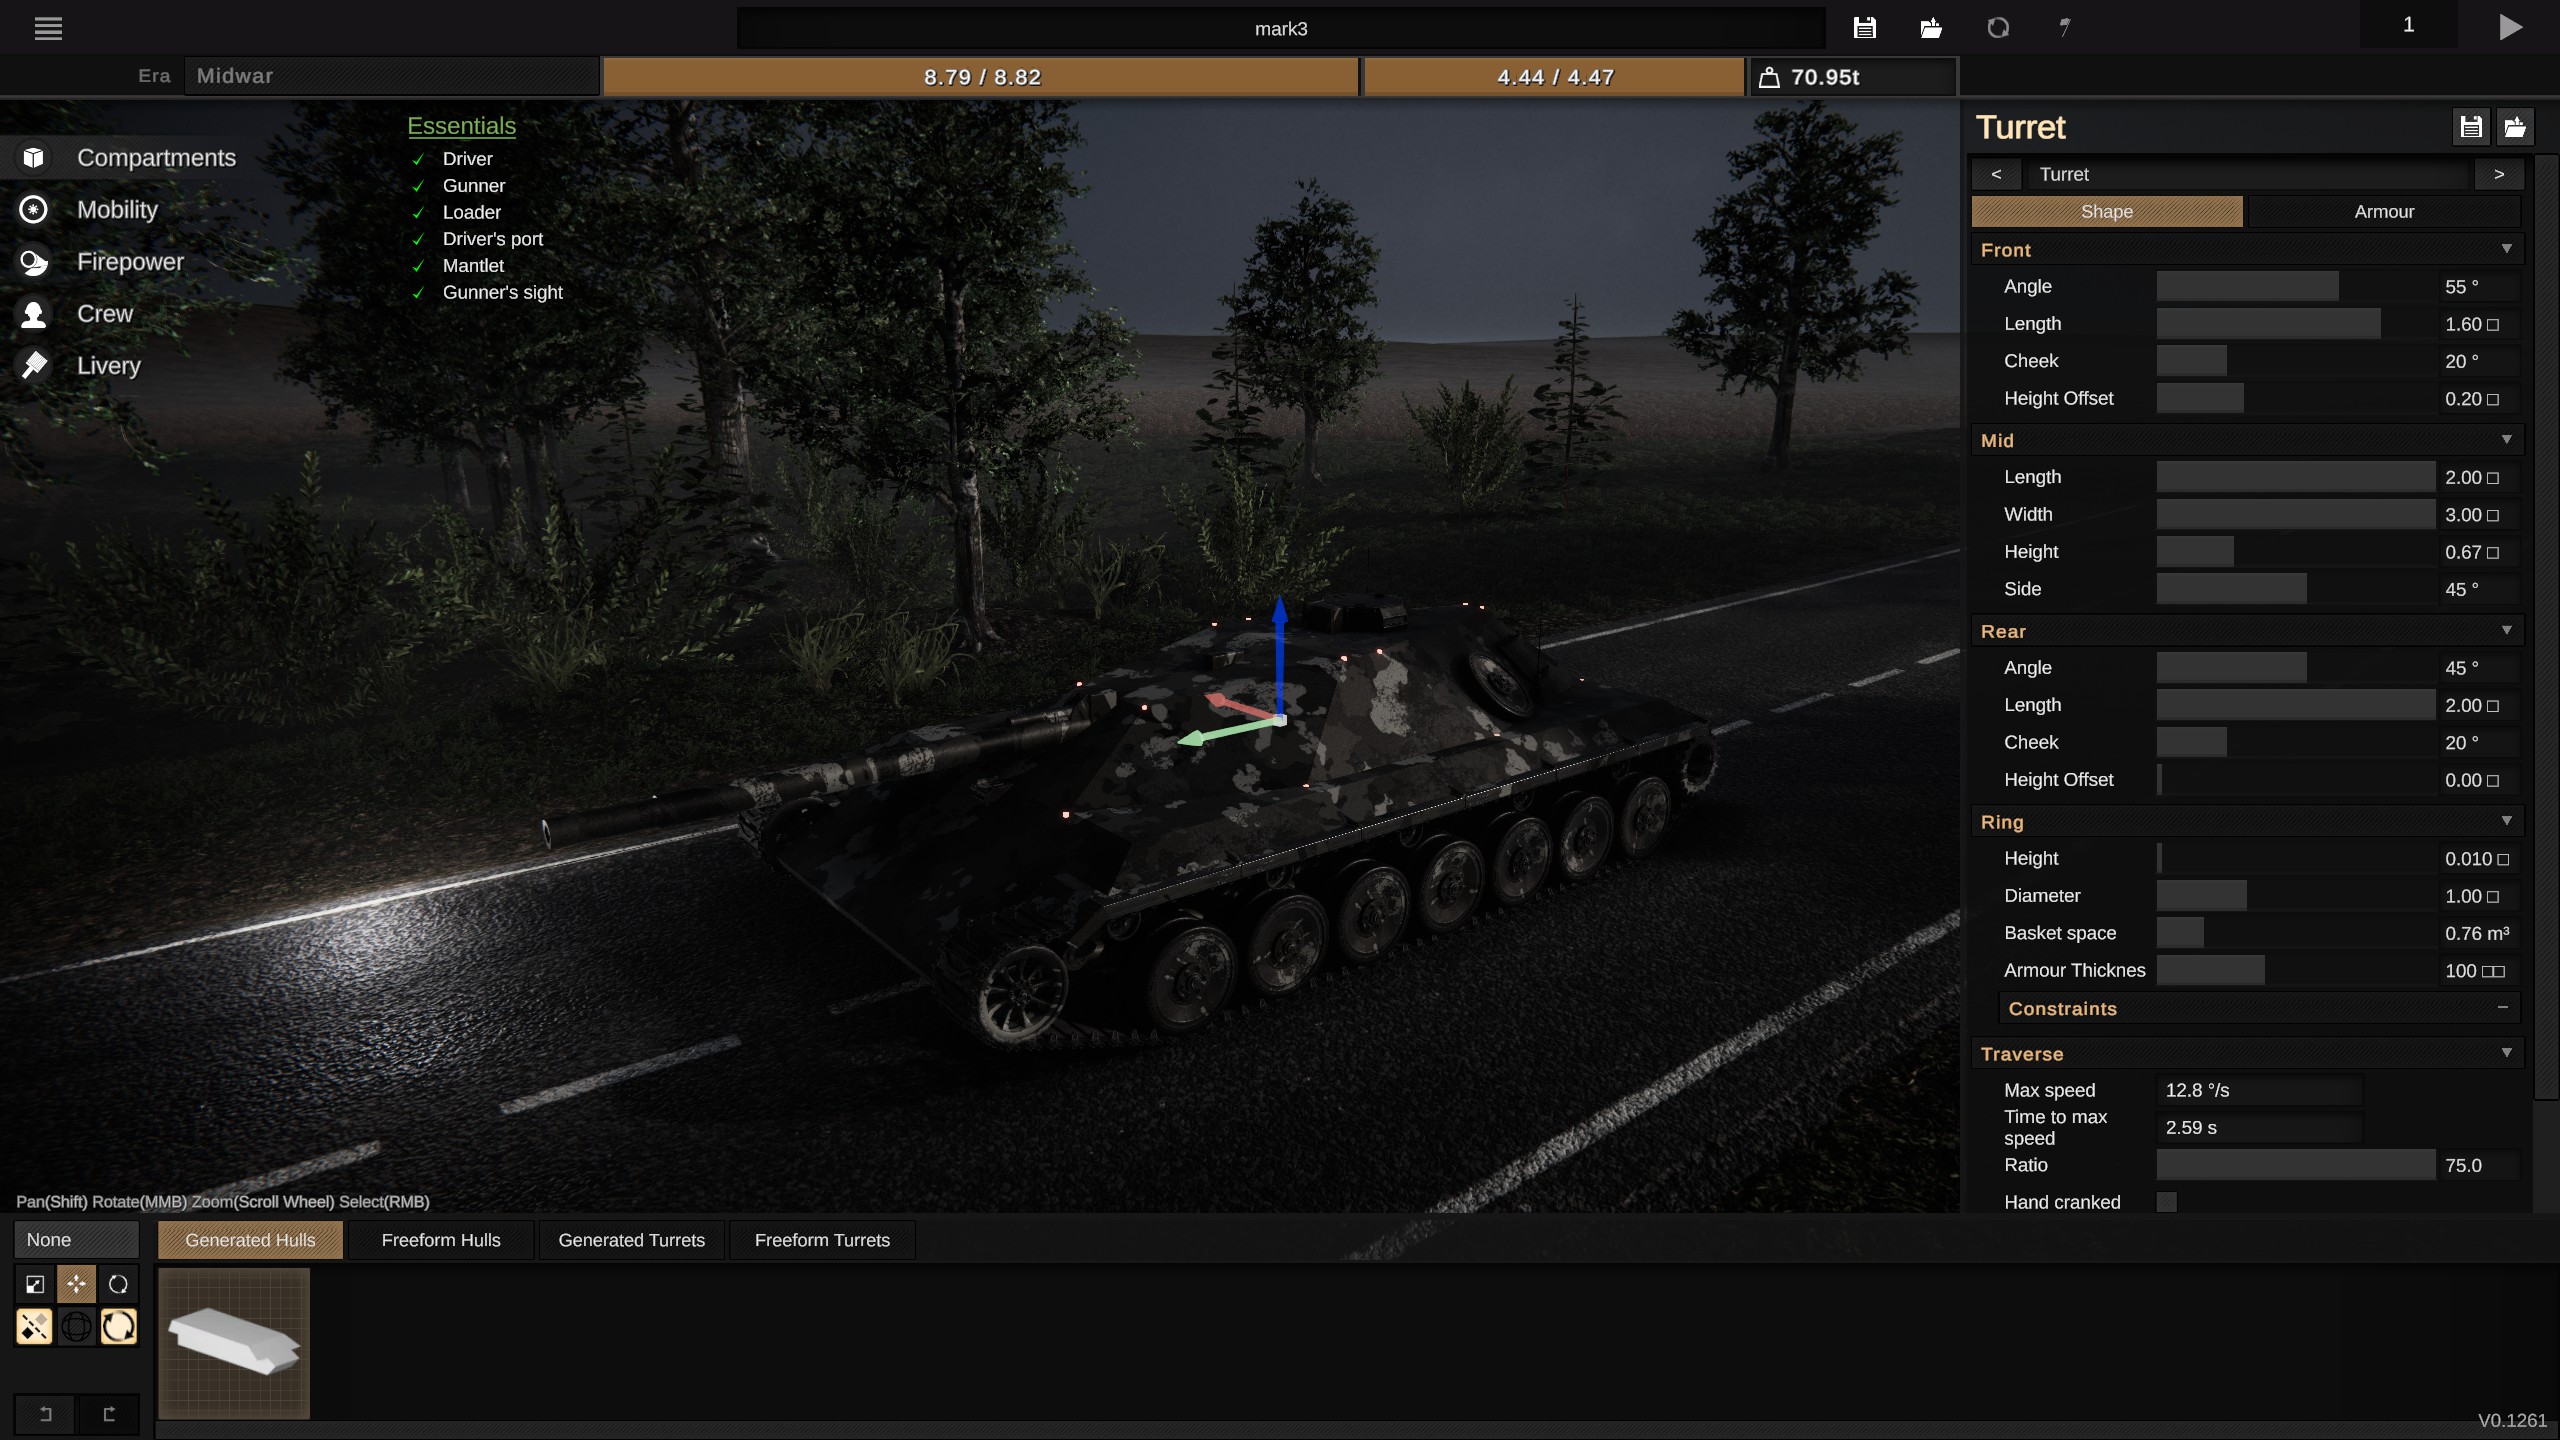 mark3
1
Era
Midwar
8.79 / 8.82
4.44 / 4.47
70.95t
Compartments
Mobility
Firepower
Crew
Livery
Essentials
Driver
Gunner
Loader
Driver's port
Mantlet
Gunner's sight
Turret
< Turret >
Shape Armour
Front
Angle 55 °
Length 1.60 □
Cheek 20 °
Height Offset 0.20 □
Mid
Length 2.00 □
Width 3.00 □
Height 0.67 □
Side 45 °
Rear
Angle 45 °
Length 2.00 □
Cheek 20 °
Height Offset 0.00 □
Ring
Height 0.010 □
Diameter 1.00 □
Basket space 0.76 m³
Armour Thicknes 100 □□
Constraints
Traverse
Max speed 12.8 °/s
Time to max
speed 2.59 s
Ratio 75.0
Hand cranked
Pan(Shift) Rotate(MMB) Zoom(Scroll Wheel) Select(RMB)
None
Generated Hulls Freeform Hulls Generated Turrets Freeform Turrets
V0.1261